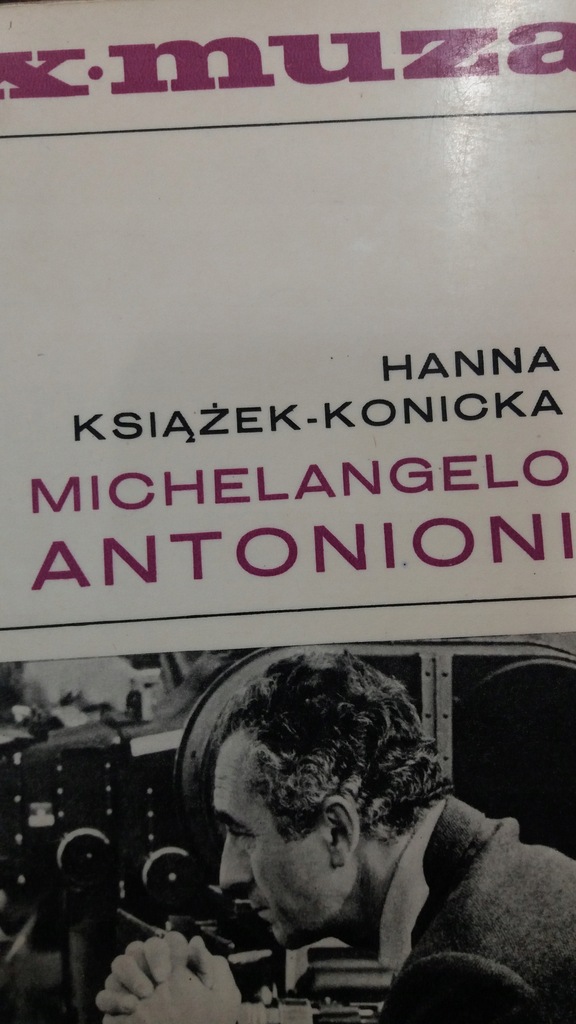 x•muza
HANNA
KSIĄŻEK-KONICKA
MICHELANGELO
ANTONIONI